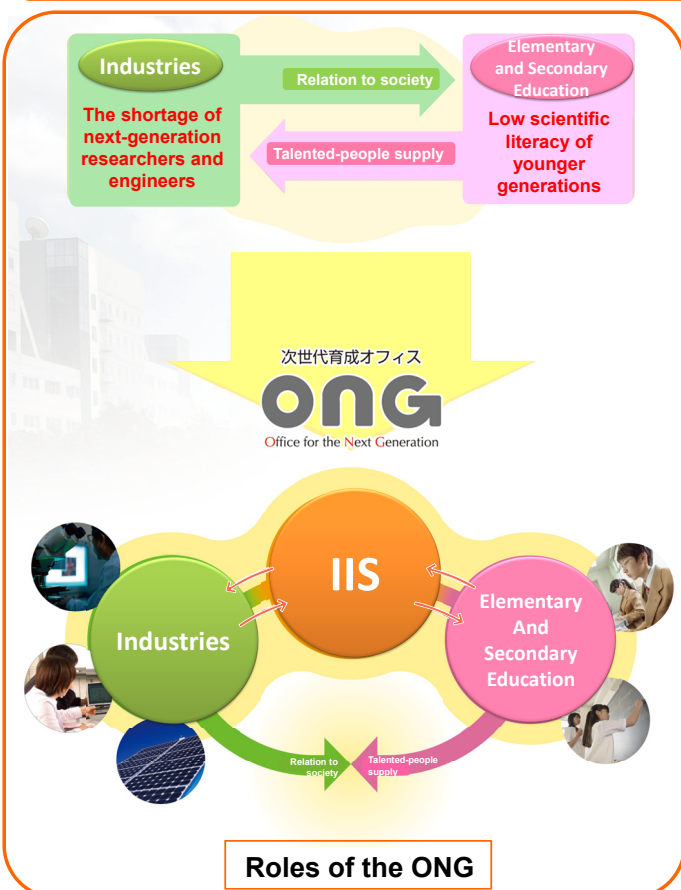 Industries
The shortage of
next-generation
researchers and
engineers
Relation to society
Talented-people supply
Elementary
and Secondary
Education
Low scientific
literacy of
younger
generations
次世代育成オフィス
ONG
Office for the Next Generation
IIS
Industries
Elementary
And
Secondary
Education
Relation to
society
Talented-people
supply
Roles of the ONG